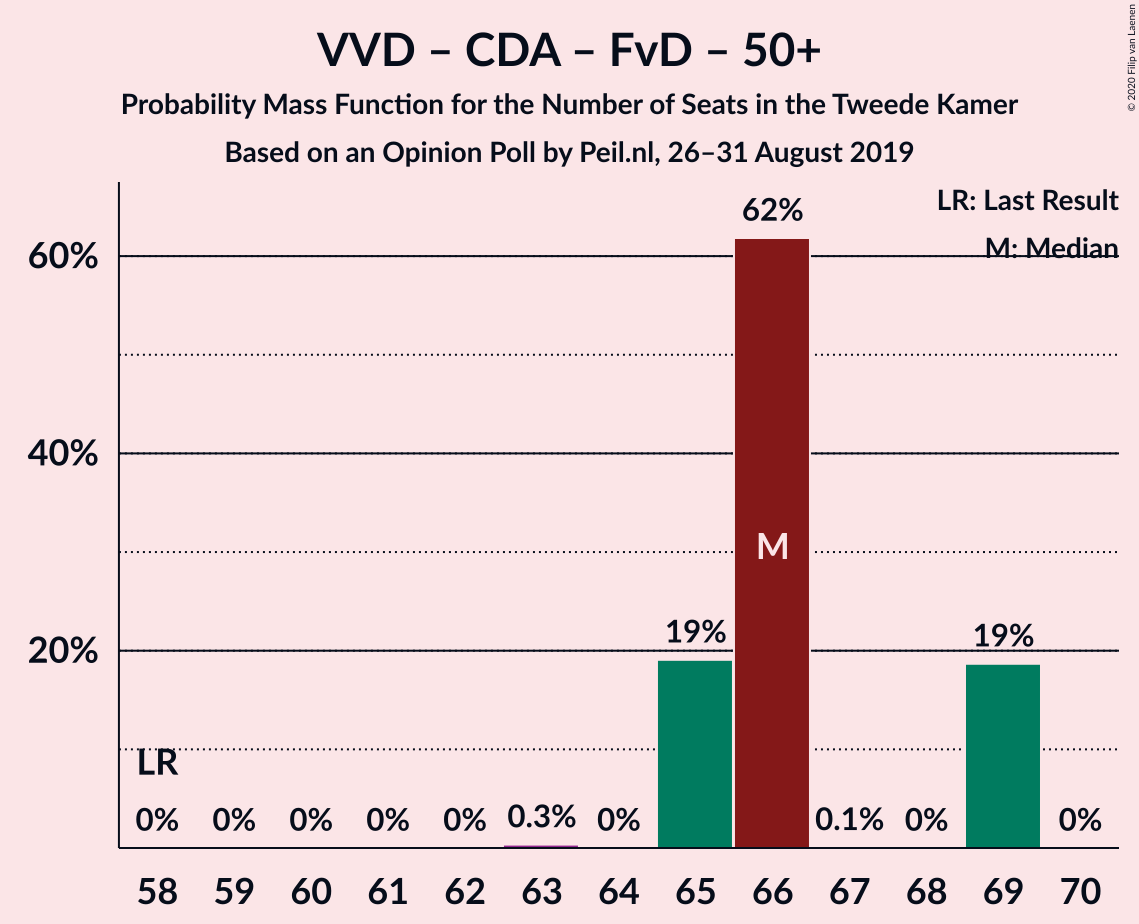 VVD – CDA – FvD – 50+
Probability Mass Function for the Number of Seats in the Tweede Kamer
Based on an Opinion Poll by Peil.nl, 26–31 August 2019
© 2020 Filip van Laenen
LR: Last Result
M: Median
60%
40%
20%
62%
M
19%
19%
LR
0%
0%
0%
0%
0%
0.3%
0%
0.1%
0%
0%
58 59 60 61 62 63 64 65 66 67 68 69 70